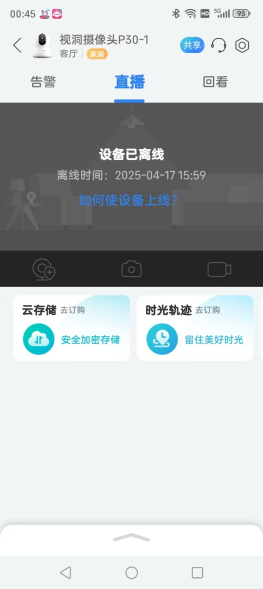 00:45
5G
93
视洞摄像头P30-1
客厅
家庭
共享
告警
直播
回看
设备已离线
离线时间：2025-04-17 15:59
如何使设备上线?
云存储 去订购
安全加密存储
时光轨迹 去订购
留住美好时光